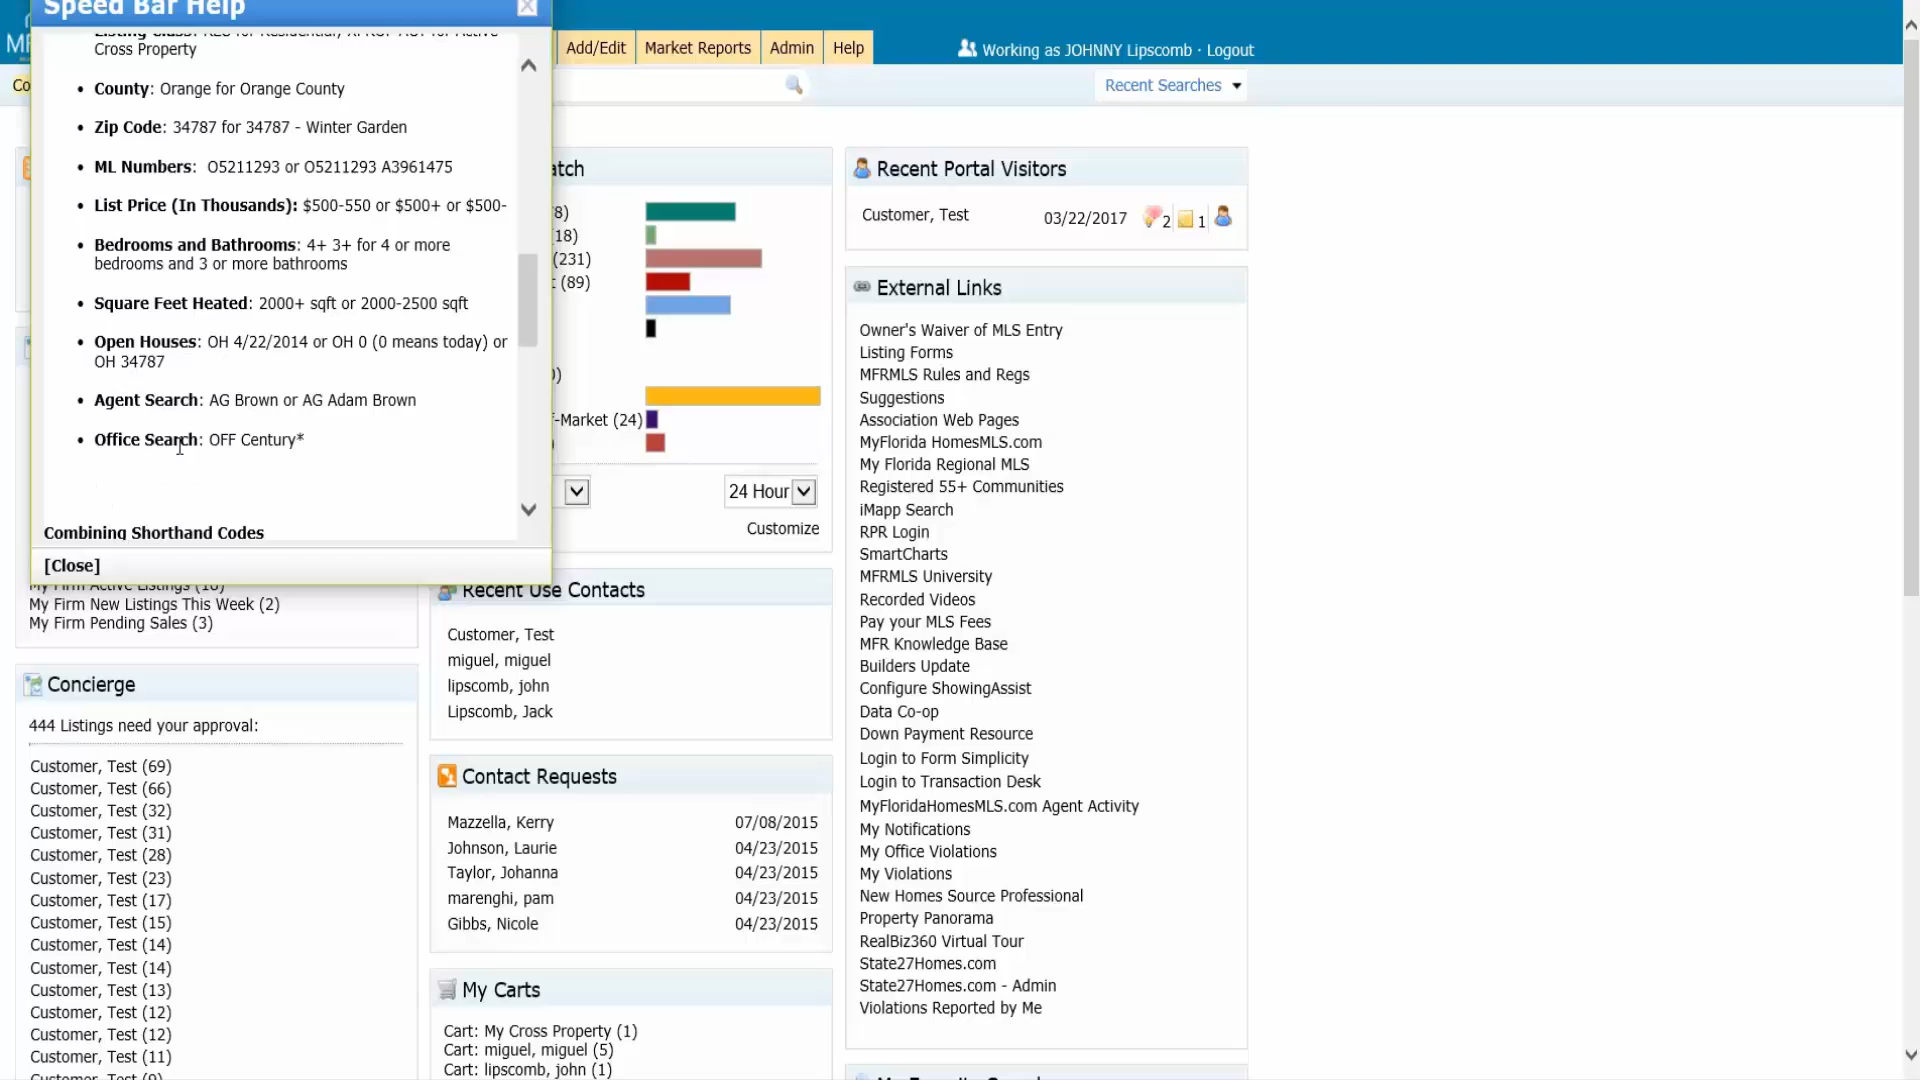 Speed Bar Help
Cross Property
• County: Orange for Orange County
• Zip Code: 34787 for 34787 - Winter Garden
• ML Numbers: O5211293 or O5211293 A3961475
• List Price (In Thousands): $500-550 or $500+ or $500-
• Bedrooms and Bathrooms: 4+ 3+ for 4 or more
bedrooms and 3 or more bathrooms
• Square Feet Heated: 2000+ sqft or 2000-2500 sqft
• Open Houses: OH 4/22/2014 or OH 0 (0 means today) or
OH 34787
• Agent Search: AG Brown or AG Adam Brown
• Office Search: OFF Century*
Combining Shorthand Codes
[Close]
Add/Edit
Market Reports
Admin
Help
Working as JOHNNY Lipscomb · Logout
Co
Recent Searches
atch
8)
18)
(231)
(89)
)
-Market (24)
)
24 Hour
Customize
My Firm Active Listings (18)
My Firm New Listings This Week (2)
My Firm Pending Sales (3)
Concierge
444 Listings need your approval:
Customer, Test (69)
Customer, Test (66)
Customer, Test (32)
Customer, Test (31)
Customer, Test (28)
Customer, Test (23)
Customer, Test (17)
Customer, Test (15)
Customer, Test (14)
Customer, Test (14)
Customer, Test (13)
Customer, Test (12)
Customer, Test (12)
Customer, Test (11)
Customer, Test (9)
Recent Use Contacts
Customer, Test
miguel, miguel
lipscomb, john
Lipscomb, Jack
Contact Requests
Mazzella, Kerry 07/08/2015
Johnson, Laurie 04/23/2015
Taylor, Johanna 04/23/2015
marenghi, pam 04/23/2015
Gibbs, Nicole 04/23/2015
My Carts
Cart: My Cross Property (1)
Cart: miguel, miguel (5)
Cart: lipscomb, john (1)
Recent Portal Visitors
Customer, Test 03/22/2017 2 1
External Links
Owner's Waiver of MLS Entry
Listing Forms
MFRMLS Rules and Regs
Suggestions
Association Web Pages
MyFlorida HomesMLS.com
My Florida Regional MLS
Registered 55+ Communities
iMapp Search
RPR Login
SmartCharts
MFRMLS University
Recorded Videos
Pay your MLS Fees
MFR Knowledge Base
Builders Update
Configure ShowingAssist
Data Co-op
Down Payment Resource
Login to Form Simplicity
Login to Transaction Desk
MyFloridaHomesMLS.com Agent Activity
My Notifications
My Office Violations
My Violations
New Homes Source Professional
Property Panorama
RealBiz360 Virtual Tour
State27Homes.com
State27Homes.com - Admin
Violations Reported by Me